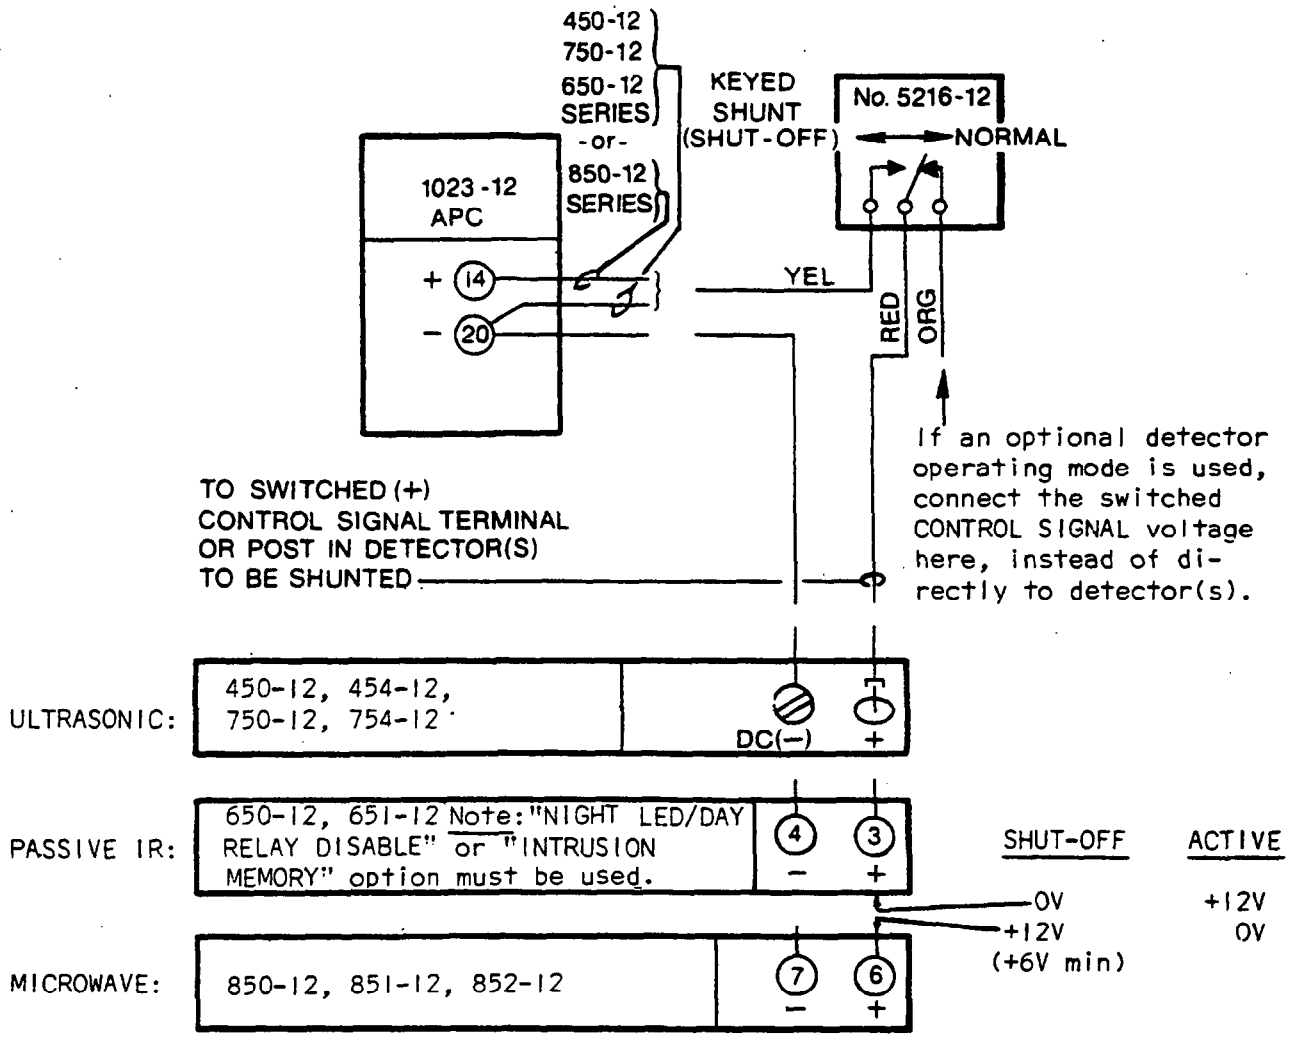 450-12
750-12
650-12
SERIES
-or-
850-12
SERIES
KEYED
SHUNT
(SHUT-OFF)
No. 5216-12
NORMAL
1023-12
APC
+ 14
- 20
YEL
RED
ORG
If an optional detector
operating mode is used,
connect the switched
CONTROL SIGNAL voltage
here, instead of di-
rectly to detector(s).
TO SWITCHED (+)
CONTROL SIGNAL TERMINAL
OR POST IN DETECTOR(S)
TO BE SHUNTED
ULTRASONIC:
450-12, 454-12,
750-12, 754-12
DC(-) +
PASSIVE IR:
650-12, 651-12 Note: "NIGHT LED/DAY
RELAY DISABLE" or "INTRUSION
MEMORY" option must be used.
4 3
- +
SHUT-OFF ACTIVE
0V +12V
+12V 0V
(+6V min)
MICROWAVE:
850-12, 851-12, 852-12
7 6
- +